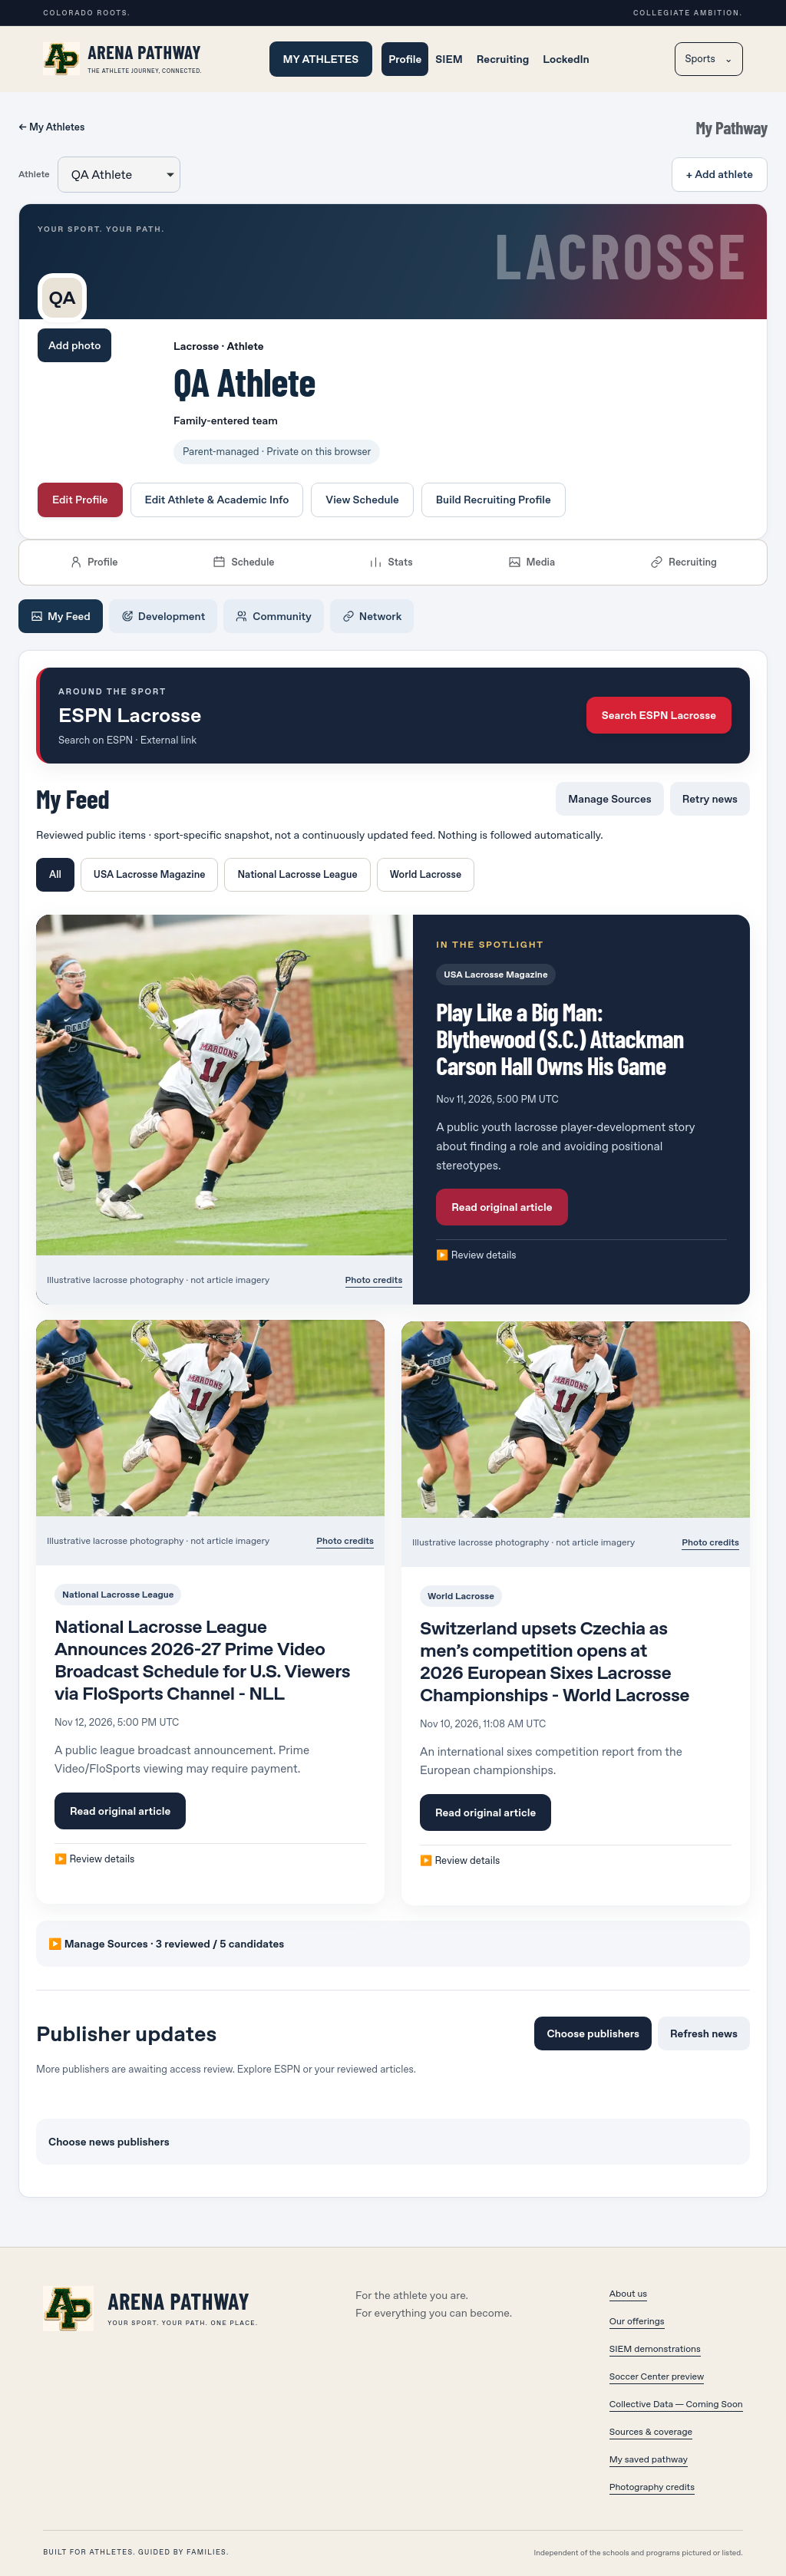 COLORADO ROOTS.
COLLEGIATE AMBITION.
AP
ARENA PATHWAY
THE ATHLETE JOURNEY, CONNECTED.
MY ATHLETES
Profile
SIEM
Recruiting
LockedIn
Sports
← My Athletes
My Pathway
Athlete
QA Athlete
+ Add athlete
YOUR SPORT. YOUR PATH.
LACROSSE
QA
Add photo
Lacrosse · Athlete
QA Athlete
Family-entered team
Parent-managed · Private on this browser
Edit Profile
Edit Athlete & Academic Info
View Schedule
Build Recruiting Profile
Profile
Schedule
Stats
Media
Recruiting
My Feed
Development
Community
Network
AROUND THE SPORT
ESPN Lacrosse
Search on ESPN · External link
Search ESPN Lacrosse
My Feed
Manage Sources
Retry news
Reviewed public items · sport-specific snapshot, not a continuously updated feed. Nothing is followed automatically.
All
USA Lacrosse Magazine
National Lacrosse League
World Lacrosse
MAROONS
11
Illustrative lacrosse photography · not article imagery
Photo credits
IN THE SPOTLIGHT
USA Lacrosse Magazine
Play Like a Big Man:
Blythewood (S.C.) Attackman
Carson Hall Owns His Game
Nov 11, 2026, 5:00 PM UTC
A public youth lacrosse player-development story
about finding a role and avoiding positional
stereotypes.
Read original article
Review details
MAROONS
11
Illustrative lacrosse photography · not article imagery
Photo credits
National Lacrosse League
National Lacrosse League
Announces 2026-27 Prime Video
Broadcast Schedule for U.S. Viewers
via FloSports Channel - NLL
Nov 12, 2026, 5:00 PM UTC
A public league broadcast announcement. Prime
Video/FloSports viewing may require payment.
Read original article
Review details
MAROONS
11
Illustrative lacrosse photography · not article imagery
Photo credits
World Lacrosse
Switzerland upsets Czechia as
men’s competition opens at
2026 European Sixes Lacrosse
Championships - World Lacrosse
Nov 10, 2026, 11:08 AM UTC
An international sixes competition report from the
European championships.
Read original article
Review details
Manage Sources · 3 reviewed / 5 candidates
Publisher updates
Choose publishers
Refresh news
More publishers are awaiting access review. Explore ESPN or your reviewed articles.
Choose news publishers
AP
ARENA PATHWAY
YOUR SPORT. YOUR PATH. ONE PLACE.
For the athlete you are.
For everything you can become.
About us
Our offerings
SIEM demonstrations
Soccer Center preview
Collective Data — Coming Soon
Sources & coverage
My saved pathway
Photography credits
BUILT FOR ATHLETES. GUIDED BY FAMILIES.
Independent of the schools and programs pictured or listed.